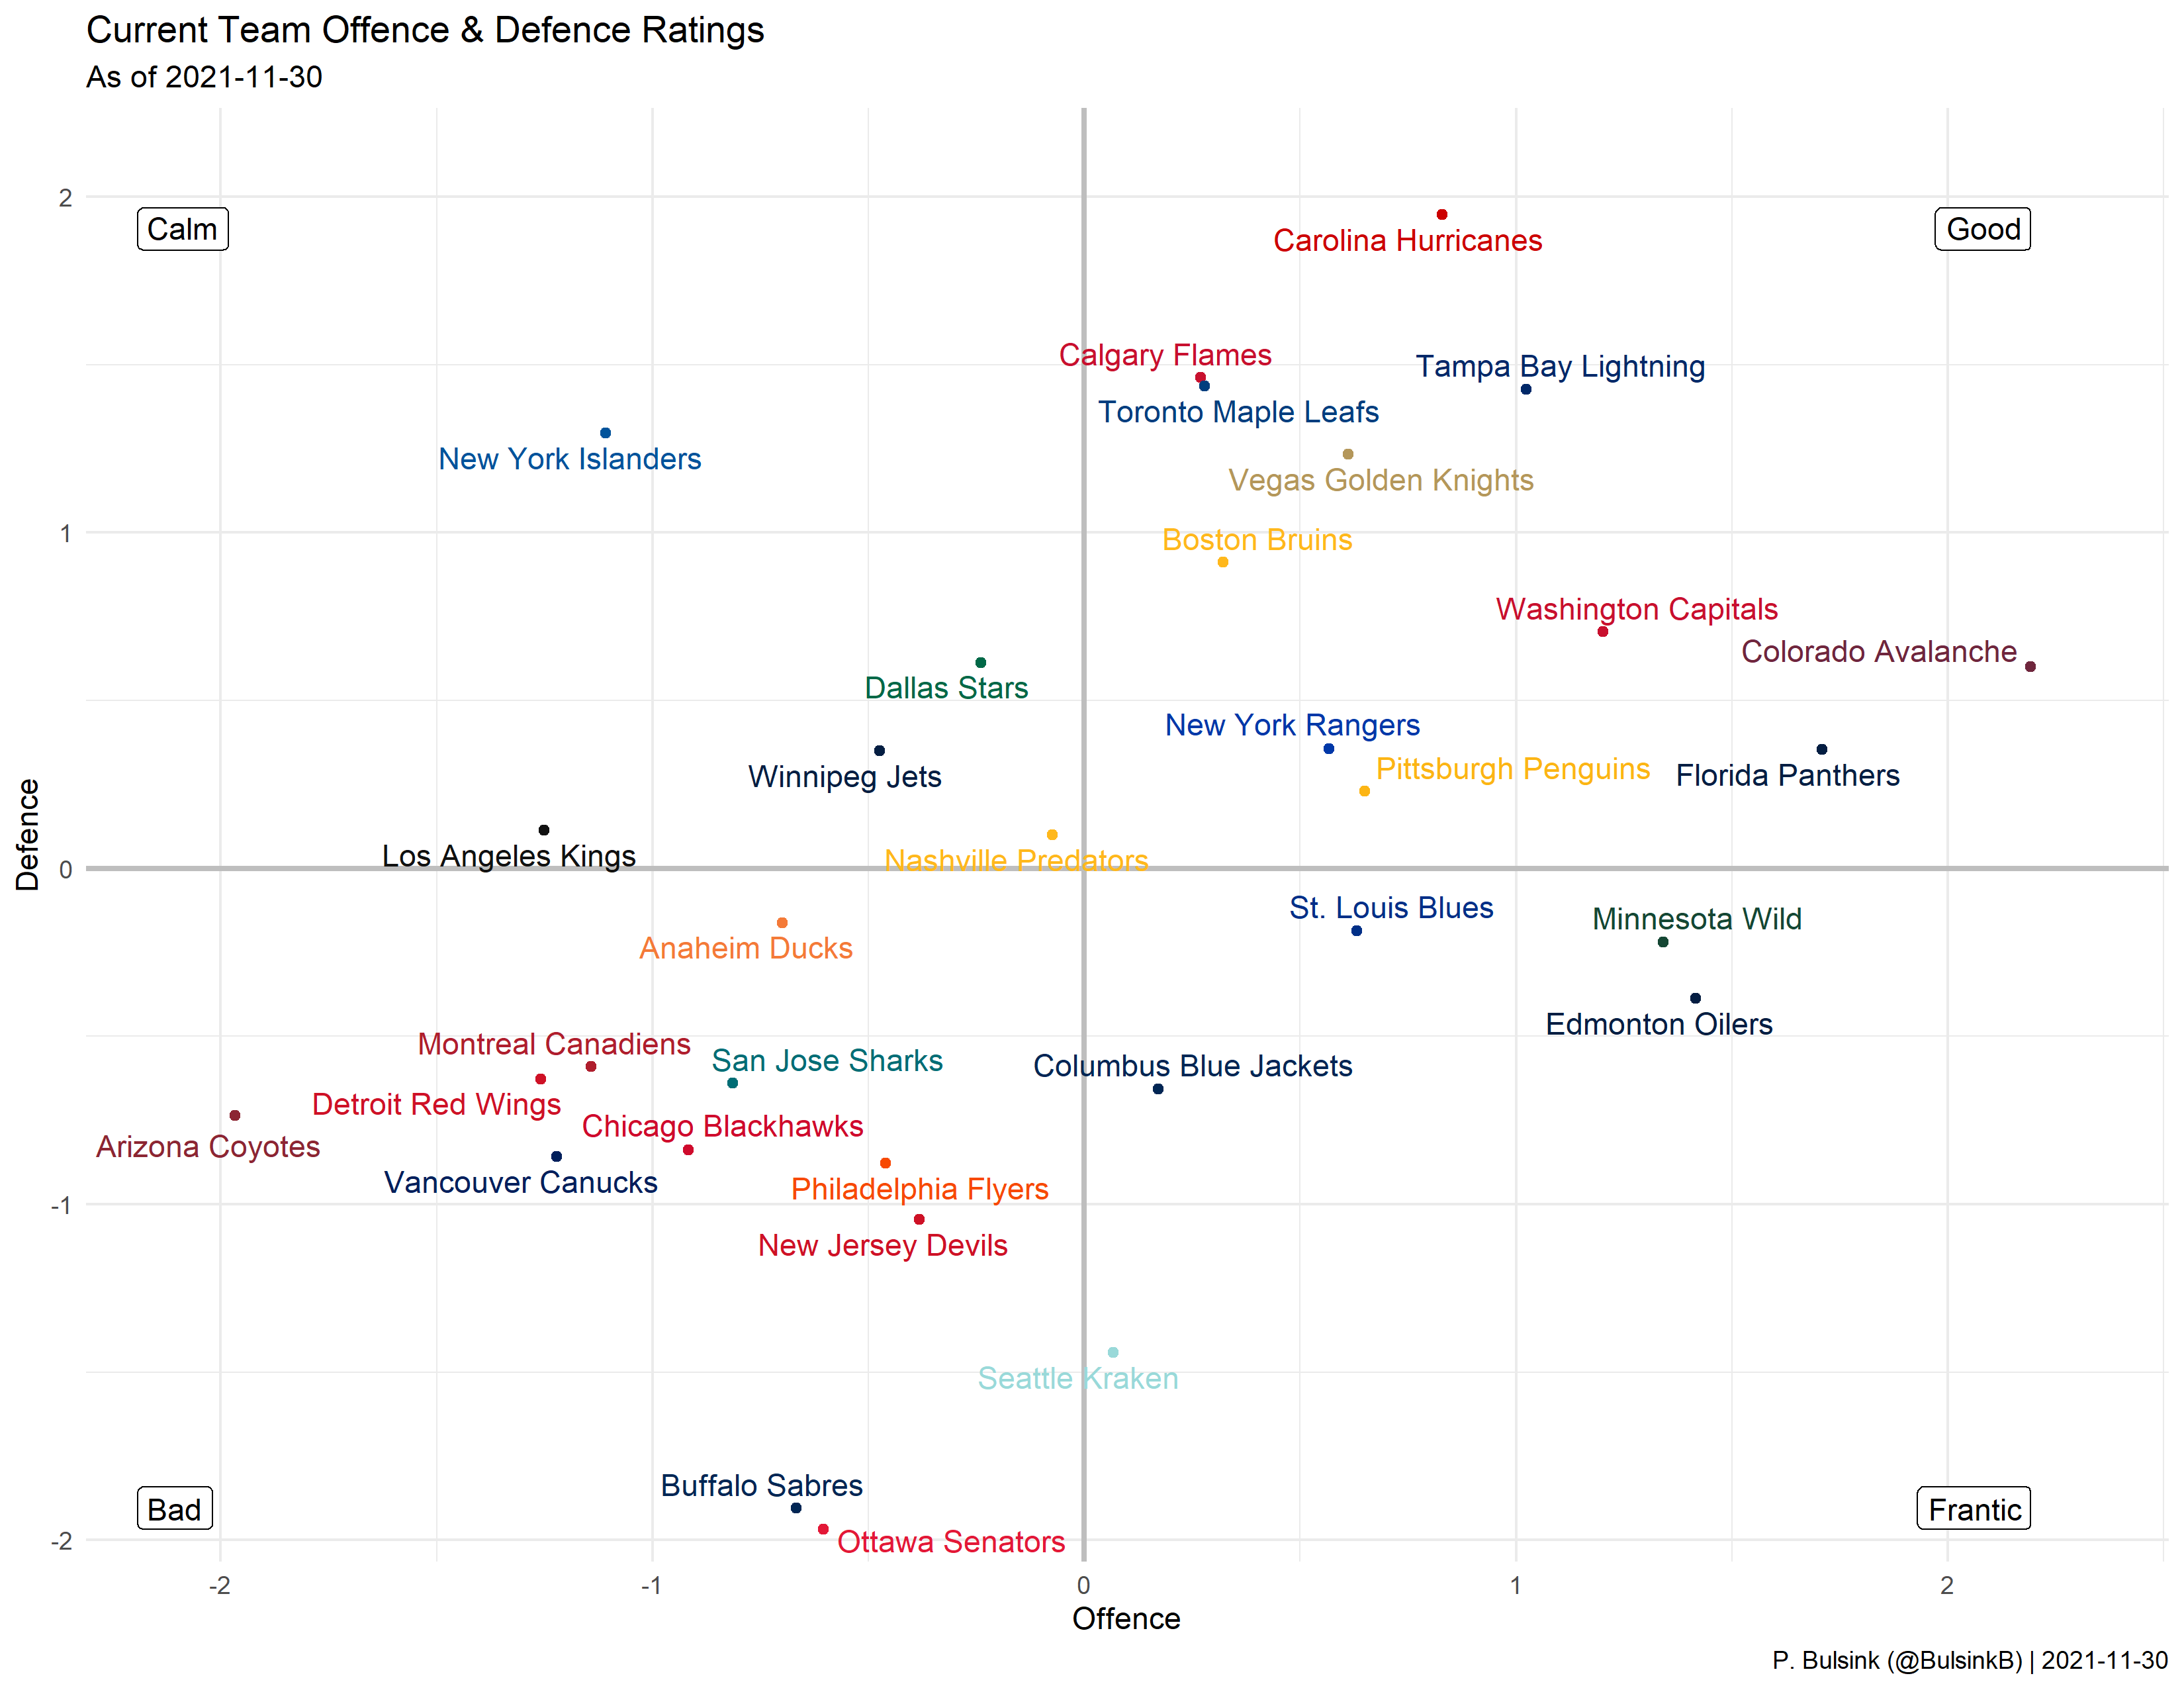 Current Team Offence & Defence Ratings
As of 2021-11-30
2
Calm
Good
Carolina Hurricanes
Calgary Flames
Tampa Bay Lightning
Toronto Maple Leafs
New York Islanders
Vegas Golden Knights
1
Boston Bruins
Washington Capitals
Colorado Avalanche
Dallas Stars
New York Rangers
Pittsburgh Penguins
Winnipeg Jets
Florida Panthers
Defence
Los Angeles Kings
Nashville Predators
0
St. Louis Blues
Minnesota Wild
Anaheim Ducks
Edmonton Oilers
Montreal Canadiens
San Jose Sharks
Columbus Blue Jackets
Detroit Red Wings
Chicago Blackhawks
Arizona Coyotes
Vancouver Canucks
Philadelphia Flyers
-1
New Jersey Devils
Seattle Kraken
Buffalo Sabres
Bad
Frantic
-2
Ottawa Senators
-2 -1 0 1 2
Offence
P. Bulsink (@BulsinkB) | 2021-11-30